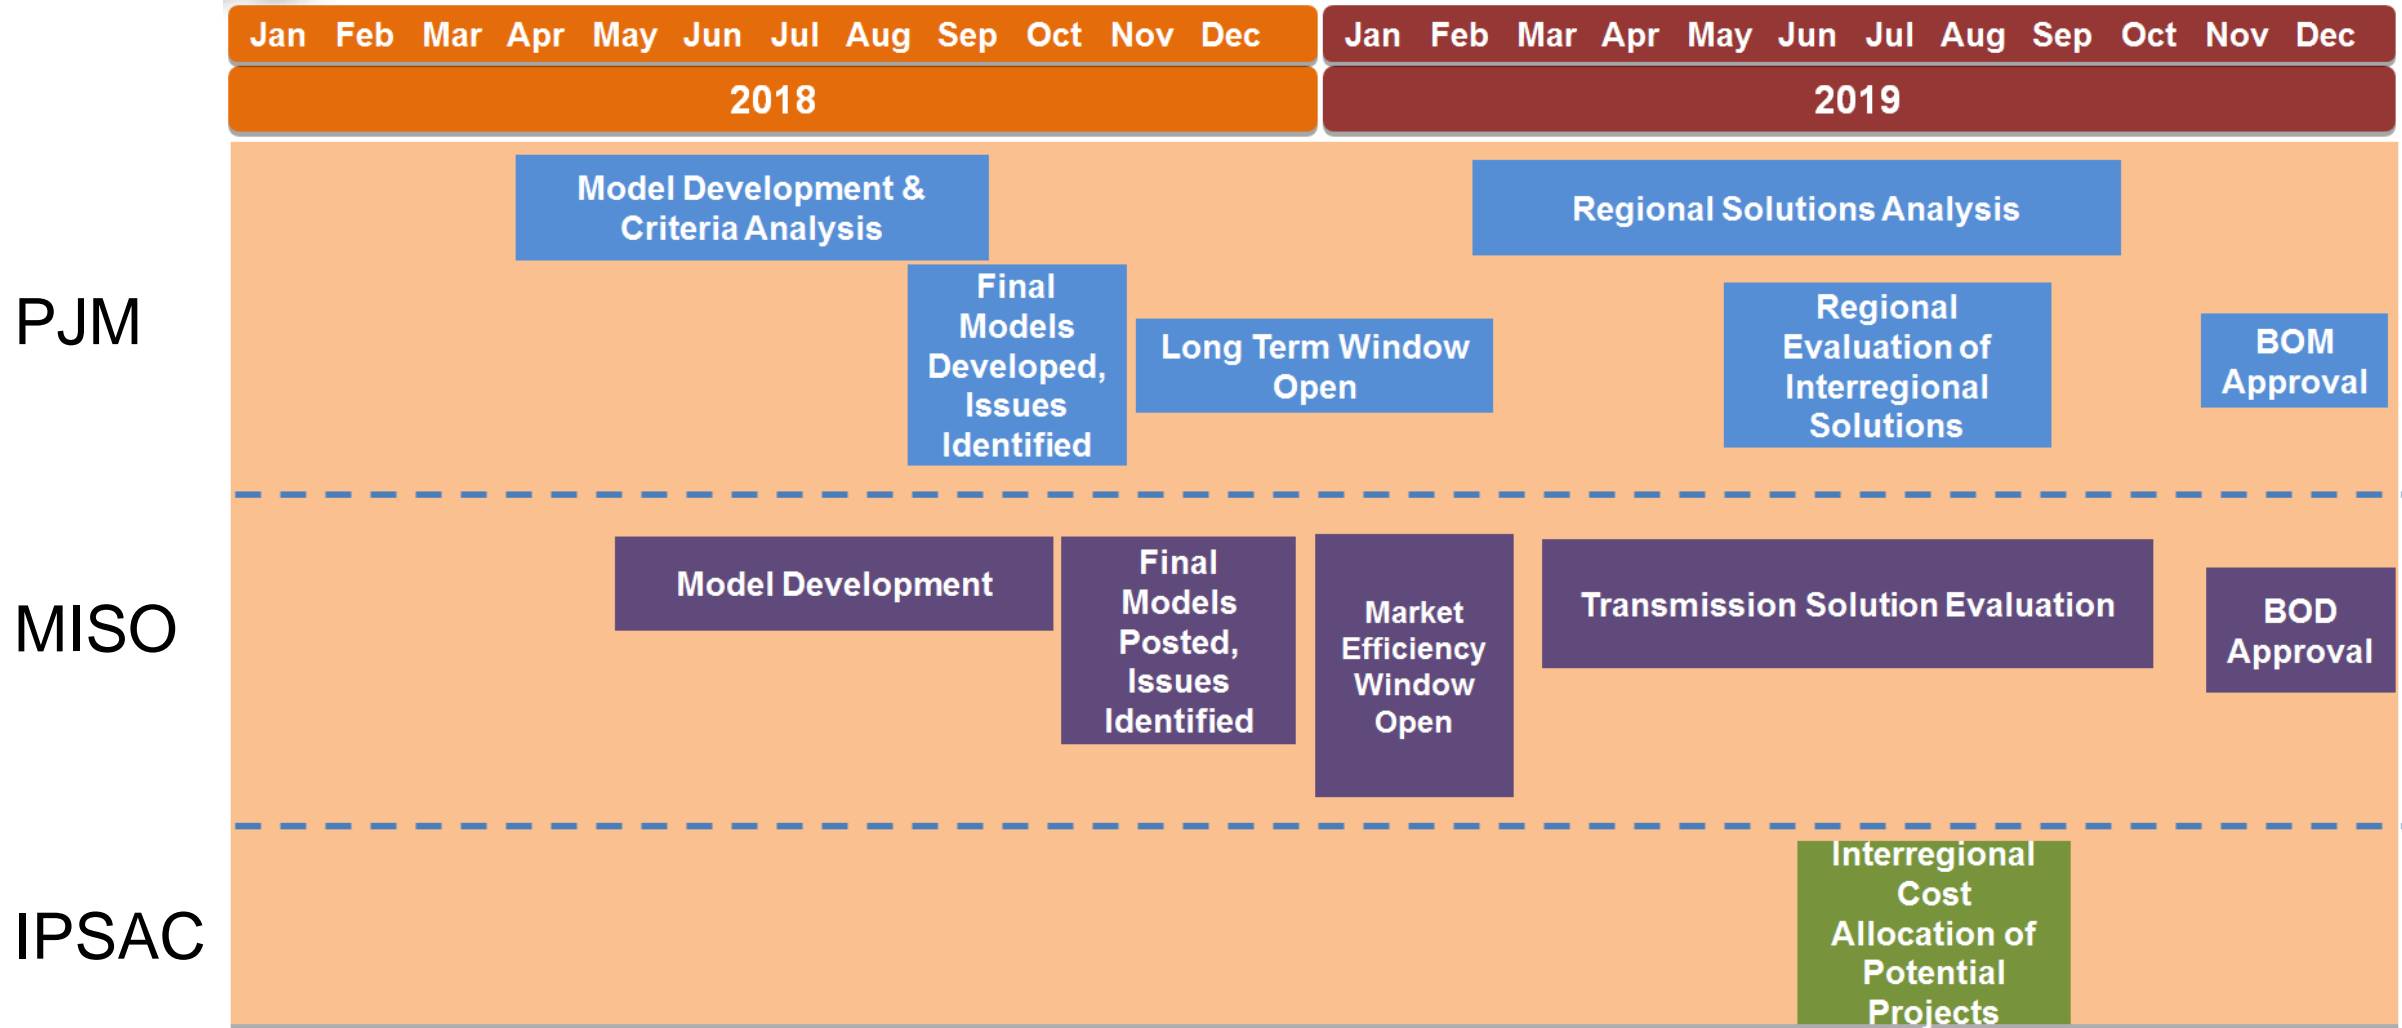 Jan Feb Mar Apr May Jun Jul Aug Sep Oct Nov Dec Jan Feb Mar Apr May Jun Jul Aug Sep Oct Nov Dec
2018 2019
PJM
Model Development &
Criteria Analysis
Final
Models
Developed,
Issues
Identified
Long Term Window
Open
Regional Solutions Analysis
Regional
Evaluation of
Interregional
Solutions
BOM
Approval
MISO
Model Development
Final
Models
Posted,
Issues
Identified
Market
Efficiency
Window
Open
Transmission Solution Evaluation
BOD
Approval
IPSAC
Interregional
Cost
Allocation of
Potential
Projects